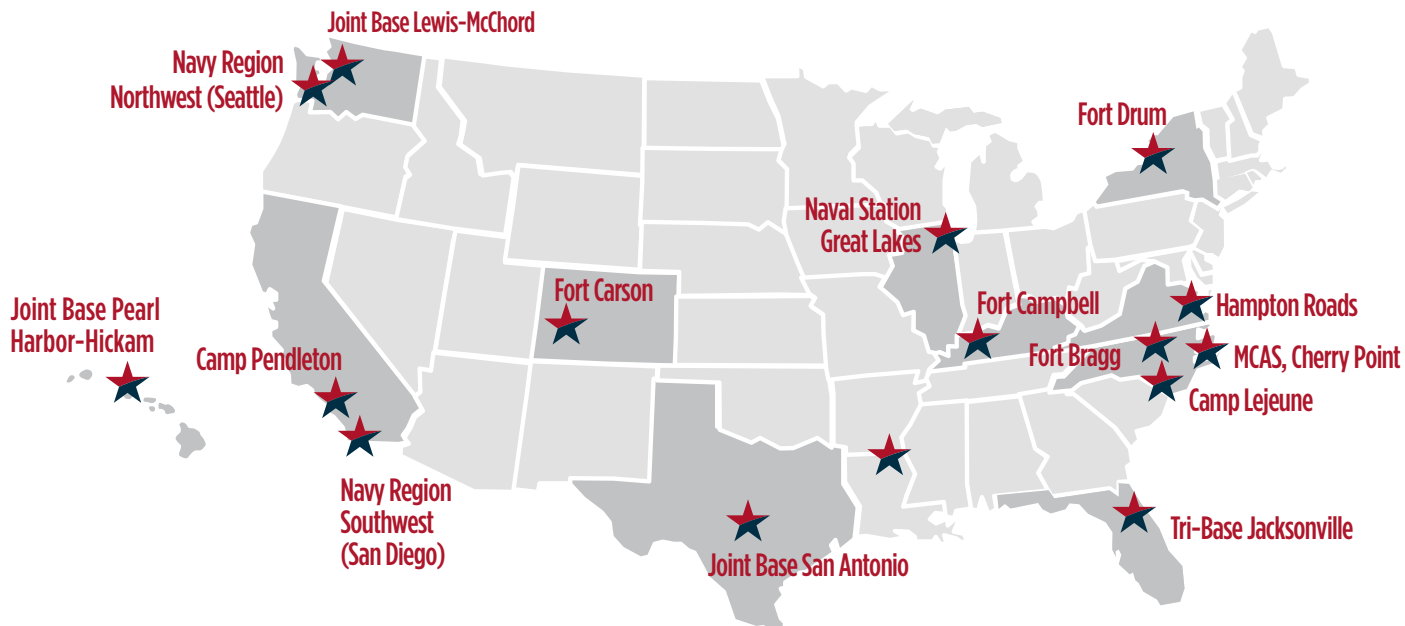 Joint Base Lewis-McChord
Navy Region
Northwest (Seattle)
Fort Drum
Naval Station
Great Lakes
Fort Carson
Fort Campbell
Hampton Roads
Joint Base Pearl
Harbor-Hickam
Camp Pendleton
Fort Bragg
MCAS, Cherry Point
Camp Lejeune
Navy Region
Southwest
(San Diego)
Joint Base San Antonio
Tri-Base Jacksonville